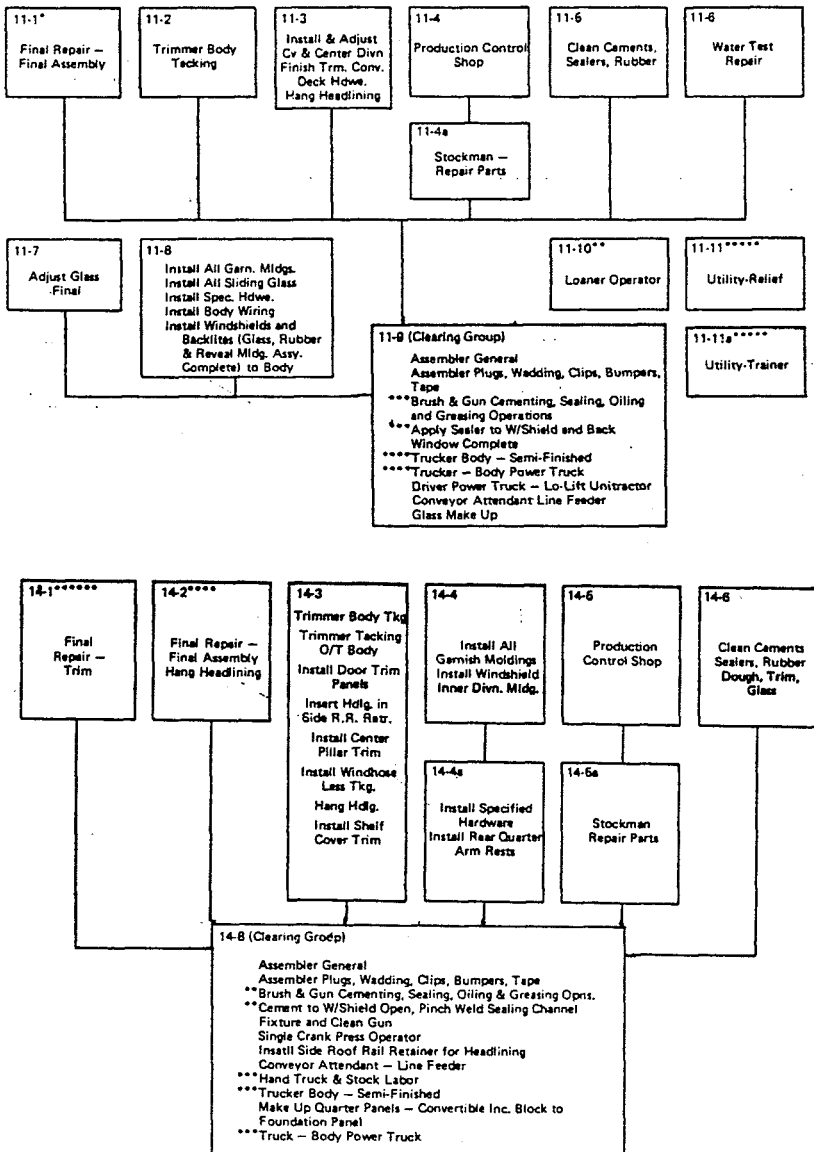 11-1*
Final Repair —
Final Assembly
11-2
Trimmer Body
Tacking
11-3
Install & Adjust
Cv & Center Divn
Finish Trm. Conv.
Deck Hdwe.
Hang Headlining
11-4
Production Control
Shop
11-4a
Stockman —
Repair Parts
11-5
Clean Cements,
Sealers, Rubber
11-6
Water Test
Repair
11-7
Adjust Glass
Final
11-8
Install All Garn. Mldgs.
Install All Sliding Glass
Install Spec. Hdwe.
Install Body Wiring
Install Windshields and
Backlites (Glass, Rubber
& Reveal Mldg. Assy.
Complete) to Body
11-10**
Loaner Operator
11-11*****
Utility-Relief
11-11a*****
Utility-Trainer
11-9 (Clearing Group)
Assembler General
Assembler Plugs, Wadding, Clips, Bumpers,
Tape
***Brush & Gun Cementing, Sealing, Oiling
and Greasing Operations
***Apply Sealer to W/Shield and Back
Window Complete
****Trucker Body — Semi-Finished
****Trucker — Body Power Truck
Driver Power Truck — Lo-Lift Unitractor
Conveyor Attendant Line Feeder
Glass Make Up
14-1******
Final
Repair —
Trim
14-2****
Final Repair —
Final Assembly
Hang Headlining
14-3
Trimmer Body Tkg
Trimmer Tacking
O/T Body
Install Door Trim
Panels
Insert Hdlg. in
Side R.R. Retr.
Install Center
Pillar Trim
Install Windhose
Less Tkg.
Hang Hdlg.
Install Shelf
Cover Trim
14-4
Install All
Garnish Moldings
Install Windshield
Inner Divn. Mldg.
14-4a
Install Specified
Hardware
Install Rear Quarter
Arm Rests
14-5
Production
Control Shop
14-5a
Stockman
Repair Parts
14-6
Clean Cements
Sealers, Rubber
Dough, Trim,
Glass
14-8 (Clearing Group)
Assembler General
Assembler Plugs, Wadding, Clips, Bumpers, Tape
**Brush & Gun Cementing, Sealing, Oiling & Greasing Opns.
**Cement to W/Shield Open, Pinch Weld Sealing Channel
Fixture and Clean Gun
Single Crank Press Operator
Insatll Side Roof Rail Retainer for Headlining
Conveyor Attendant — Line Feeder
***Hand Truck & Stock Labor
***Trucker Body — Semi-Finished
Make Up Quarter Panels — Convertible Inc. Block to
Foundation Panel
***Truck — Body Power Truck